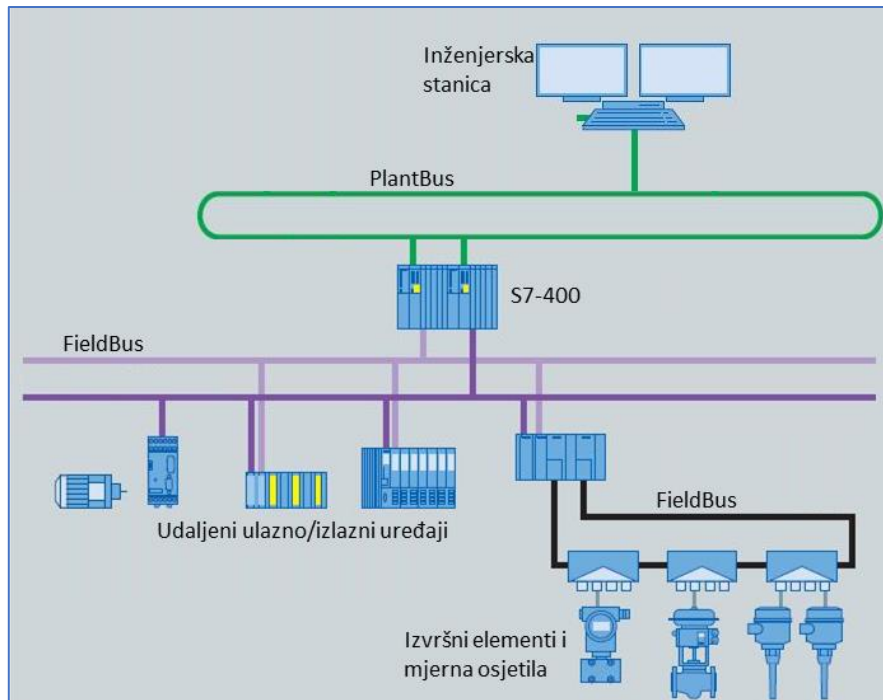 Inženjerska
stanica
PlantBus
S7-400
FieldBus
FieldBus
Udaljeni ulazno/izlazni uređaji
Izvršni elementi i
mjerna osjetila